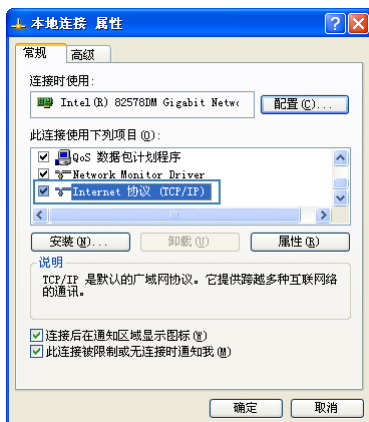 本地连接 属性
常规 高级
连接时使用:
Intel(R) 82578DM Gigabit Netwo
配置(C)...
此连接使用下列项目(O):
QoS 数据包计划程序
Network Monitor Driver
Internet 协议 (TCP/IP)
安装(N)... 卸载(U) 属性(R)
说明
TCP/IP 是默认的广域网协议。它提供跨越多种互联网络
的通讯。
连接后在通知区域显示图标(W)
此连接被限制或无连接时通知我(M)
确定 取消